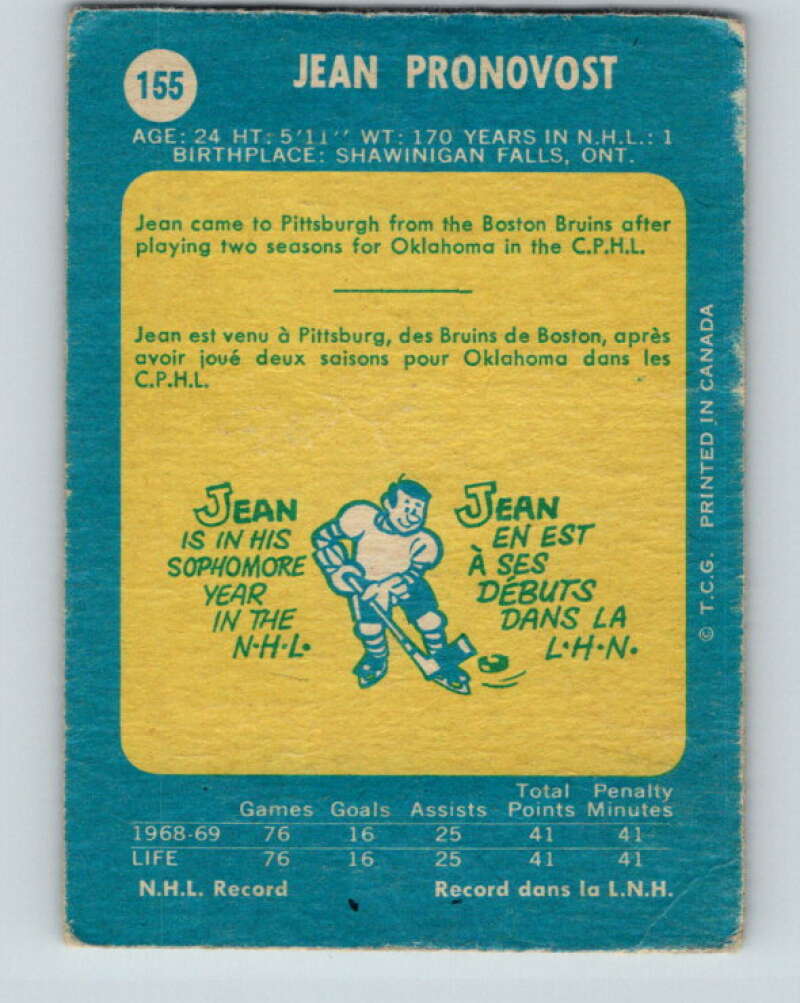 155
JEAN PRONOVOST
AGE: 24 HT: 5'11'' WT: 170 YEARS IN N.H.L.: 1
BIRTHPLACE: SHAWINIGAN FALLS, ONT.
Jean came to Pittsburgh from the Boston Bruins after
playing two seasons for Oklahoma in the C.P.H.L.
Jean est venu à Pittsburg, des Bruins de Boston, après
avoir joué deux saisons pour Oklahoma dans les
C.P.H.L.
JEAN
IS IN HIS
SOPHOMORE
YEAR
IN THE
N·H·L·
JEAN
EN EST
À SES
DÉBUTS
DANS LA
L·H·N·
© T.C.G. PRINTED IN CANADA
Total Penalty
Games Goals Assists Points Minutes
1968-69 76 16 25 41 41
LIFE 76 16 25 41 41
N.H.L. Record Record dans la L.N.H.